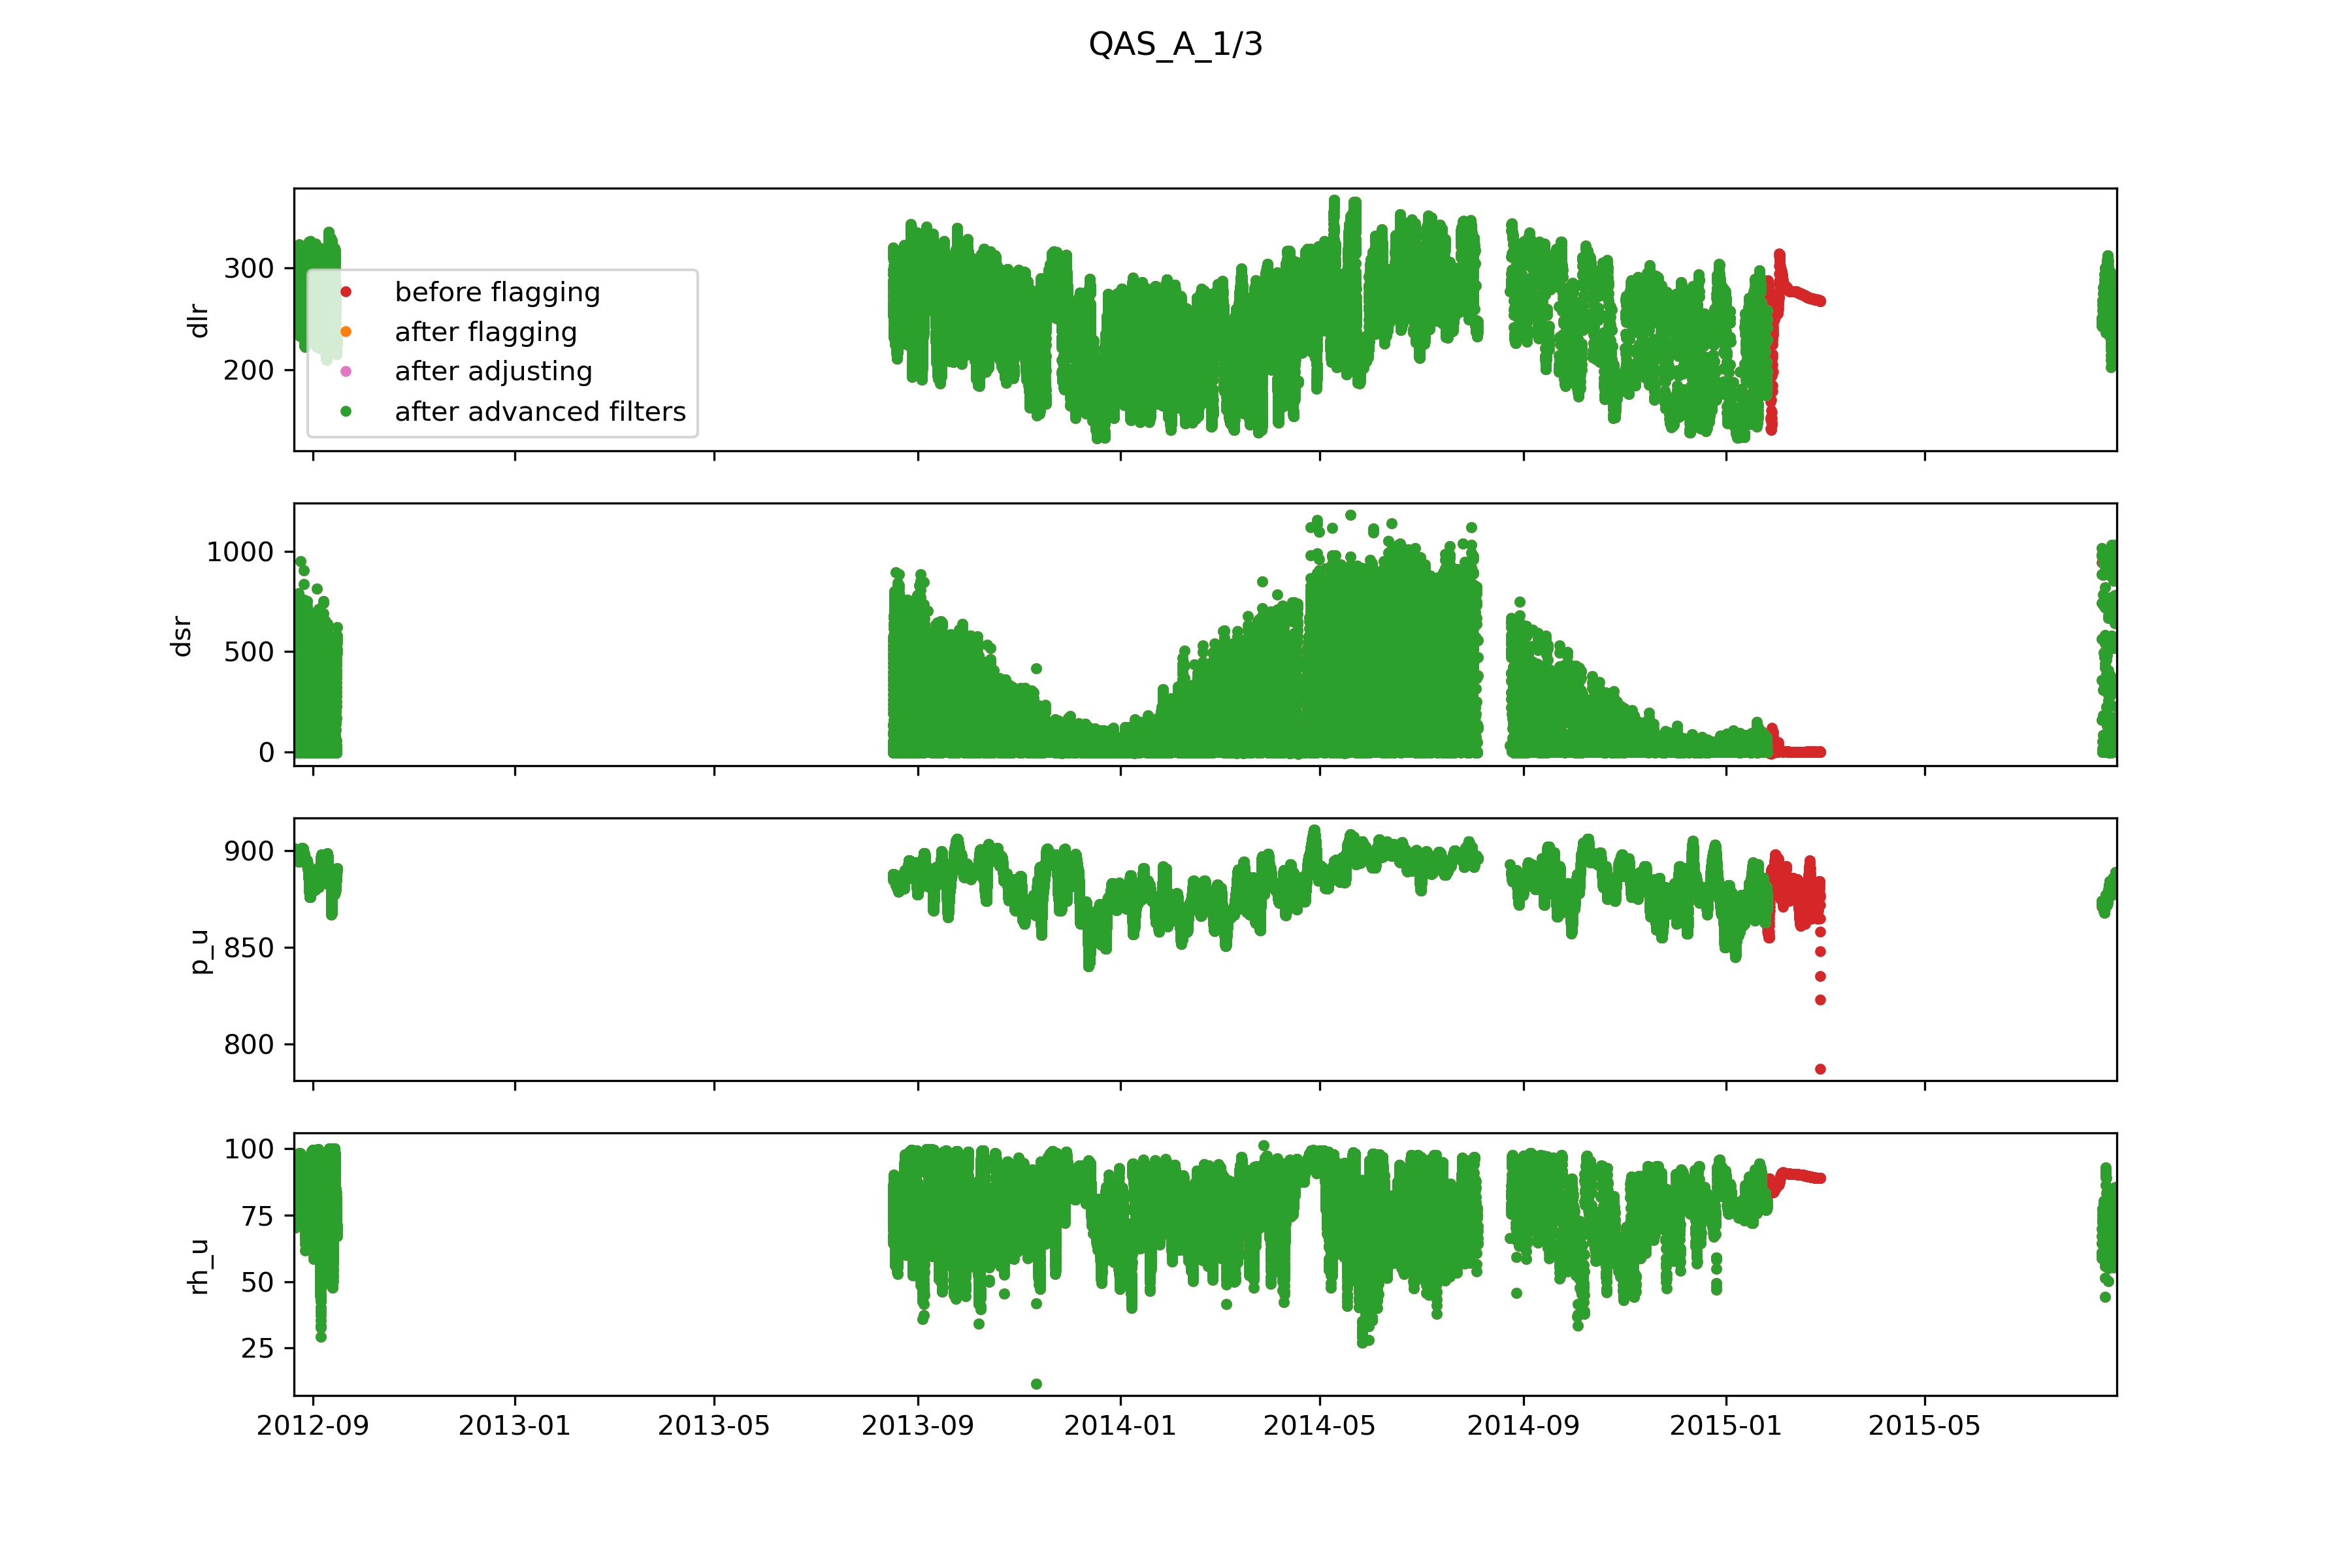 QAS_A_1/3
dlr
300
200
before flagging
after flagging
after adjusting
after advanced filters
dsr
1000
500
0
p_u
900
850
800
rh_u
100
75
50
25
2012-09 2013-01 2013-05 2013-09 2014-01 2014-05 2014-09 2015-01 2015-05